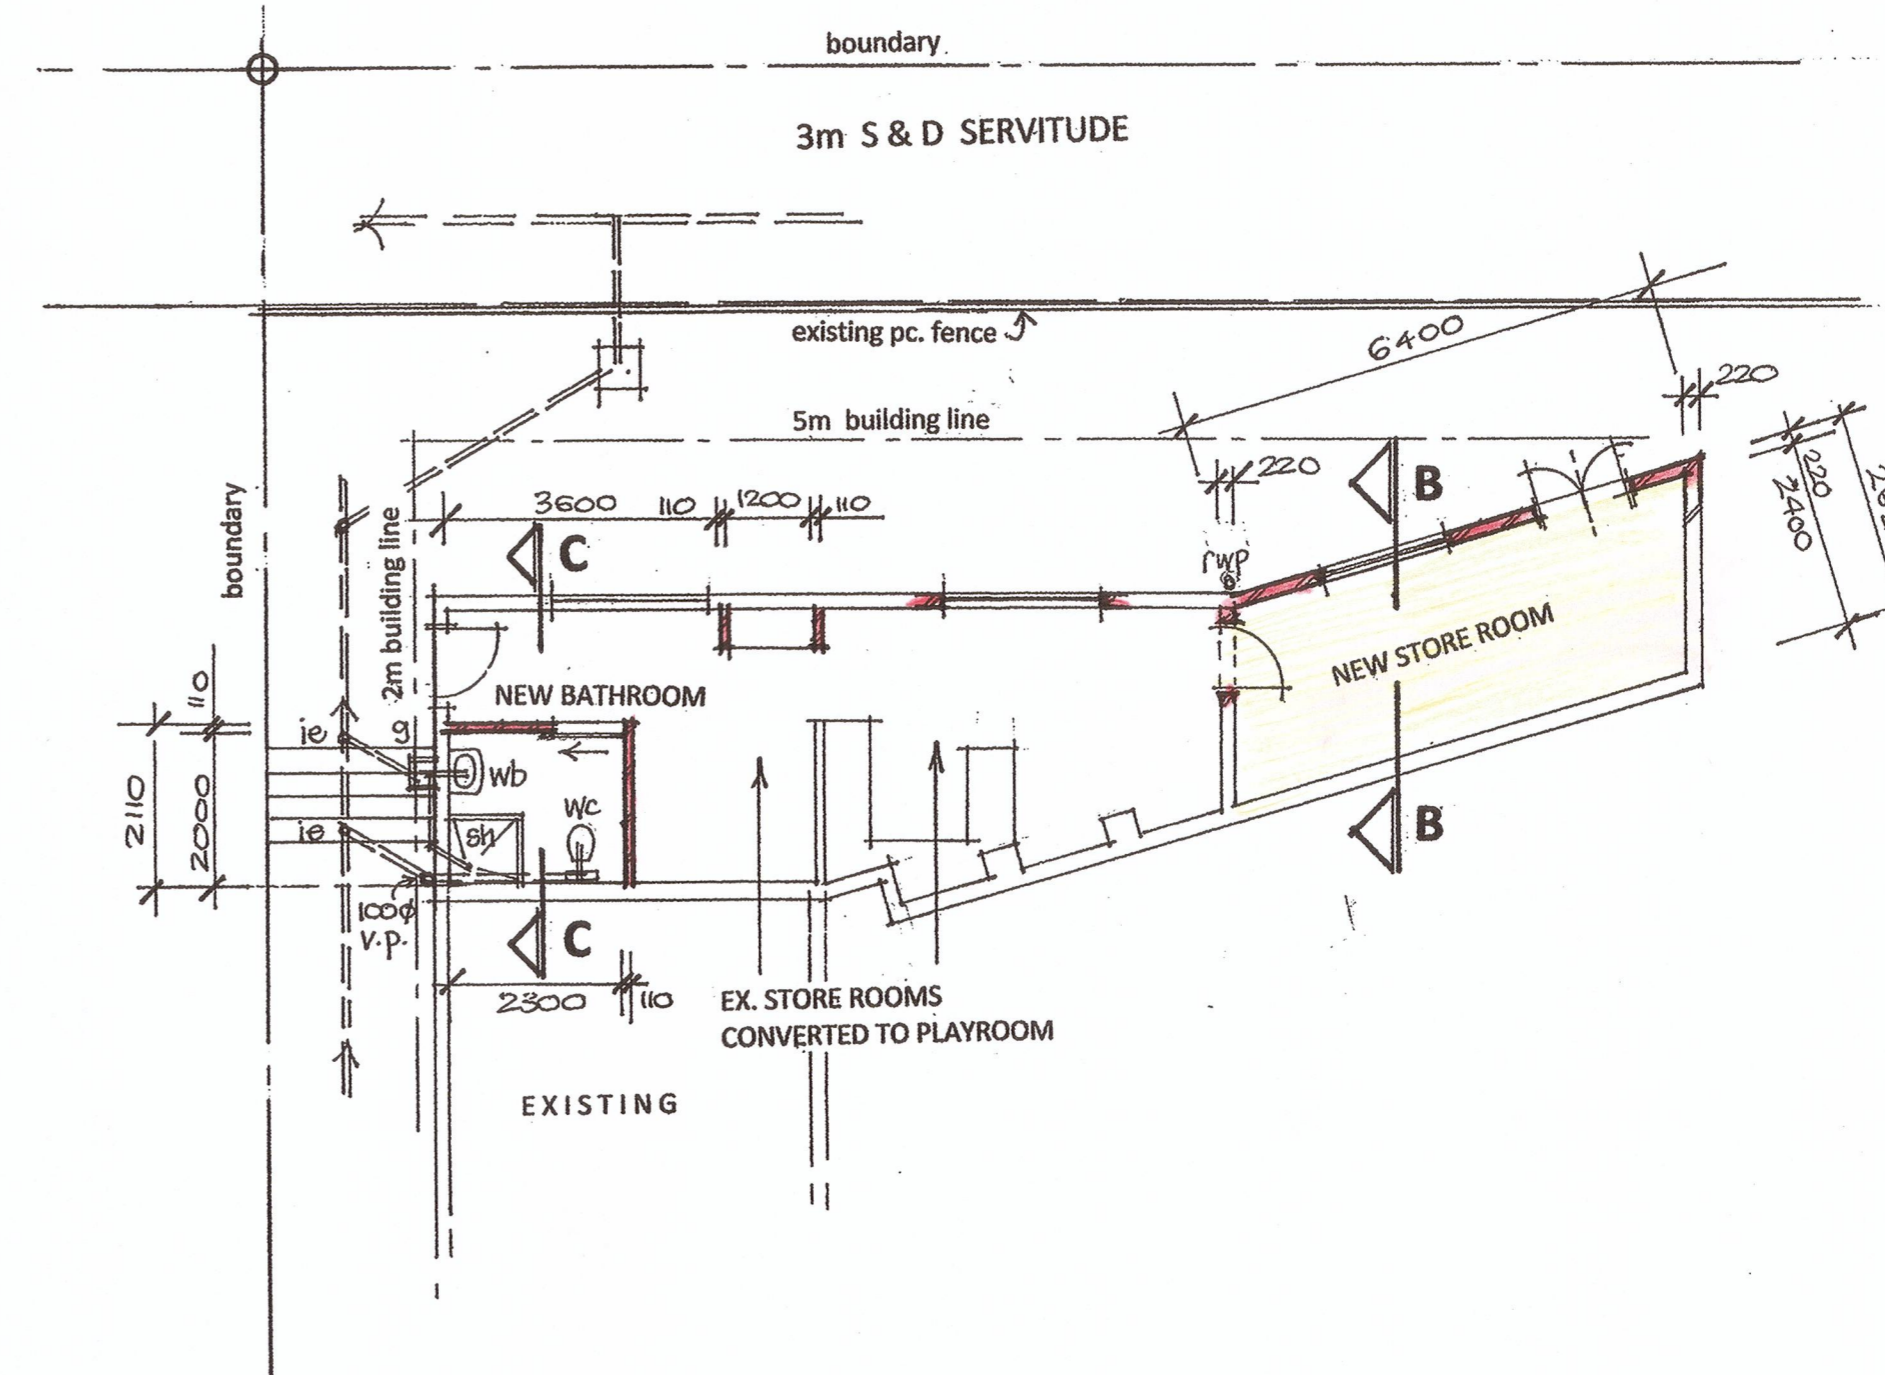 boundary
3m S & D SERVITUDE
existing pc. fence
6400
220
5m building line
220
B
220
2400
3600
110
1200
110
C
boundary
2m building line
rwp
NEW STORE ROOM
NEW BATHROOM
110
ie
g
wb
wc
2110
2000
ie
sh
B
100ϕ
v.p.
C
2300
110
EX. STORE ROOMS
CONVERTED TO PLAYROOM
EXISTING